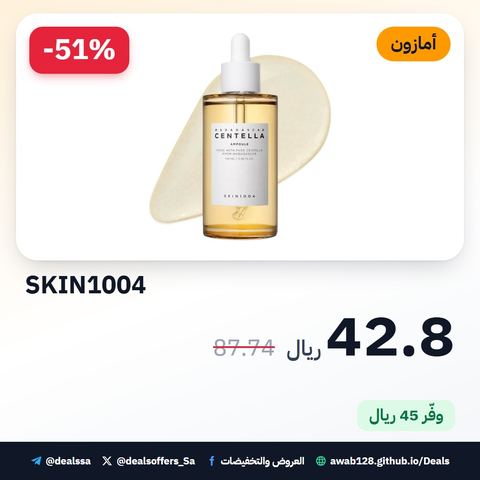 -51%
أمازون
MADAGASCAR
CENTELLA
AMPOULE
SKIN1004
SKIN1004
42.8 ريال 87.74
وفّر 45 ريال
@dealssa @dealsoffers_Sa العروض والتخفيضات awab128.github.io/Deals